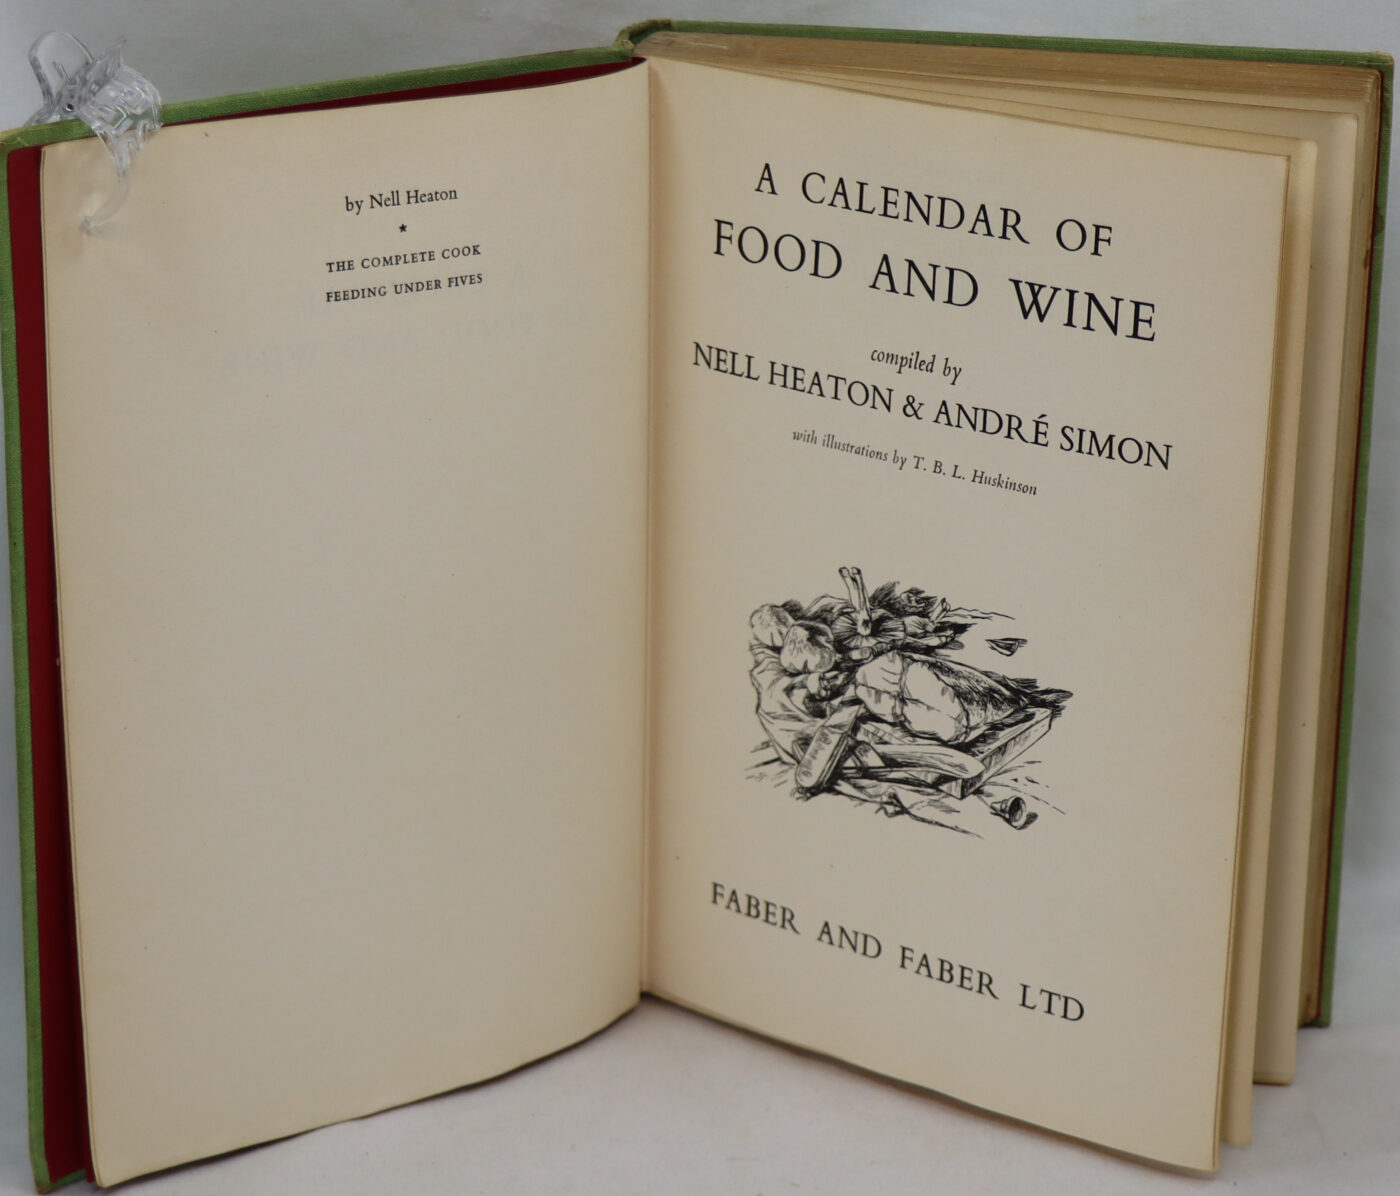 by Nell Heaton
★
THE COMPLETE COOK
FEEDING UNDER FIVES
A CALENDAR OF
FOOD AND WINE
compiled by
NELL HEATON & ANDRÉ SIMON
with illustrations by T. B. L. Huskinson
FABER AND FABER LTD